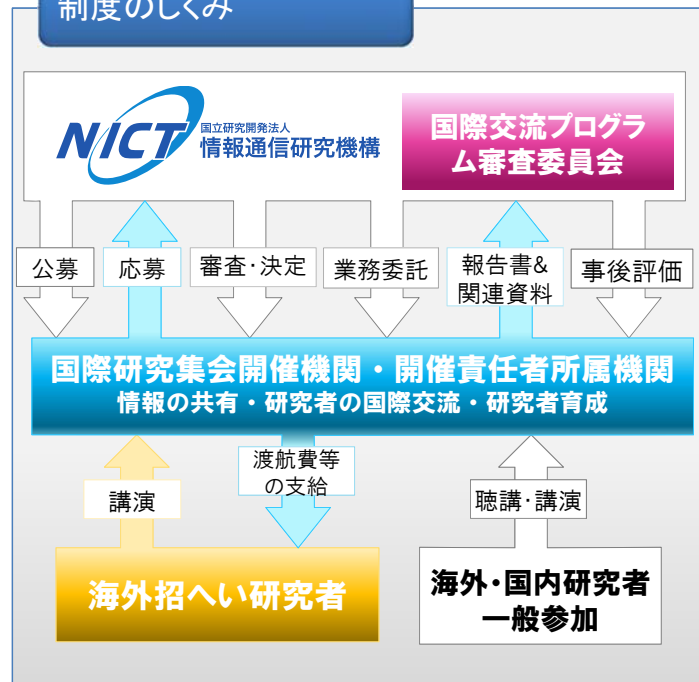 制度のしくみ
NICT
国立研究開発法人
情報通信研究機構
国際交流プログラ
ム審査委員会
公募
応募
審査・決定
業務委託
報告書&
関連資料
事後評価
国際研究集会開催機関・開催責任者所属機関
情報の共有・研究者の国際交流・研究者育成
講演
渡航費等
の支給
聴講・講演
海外招へい研究者
海外・国内研究者
一般参加